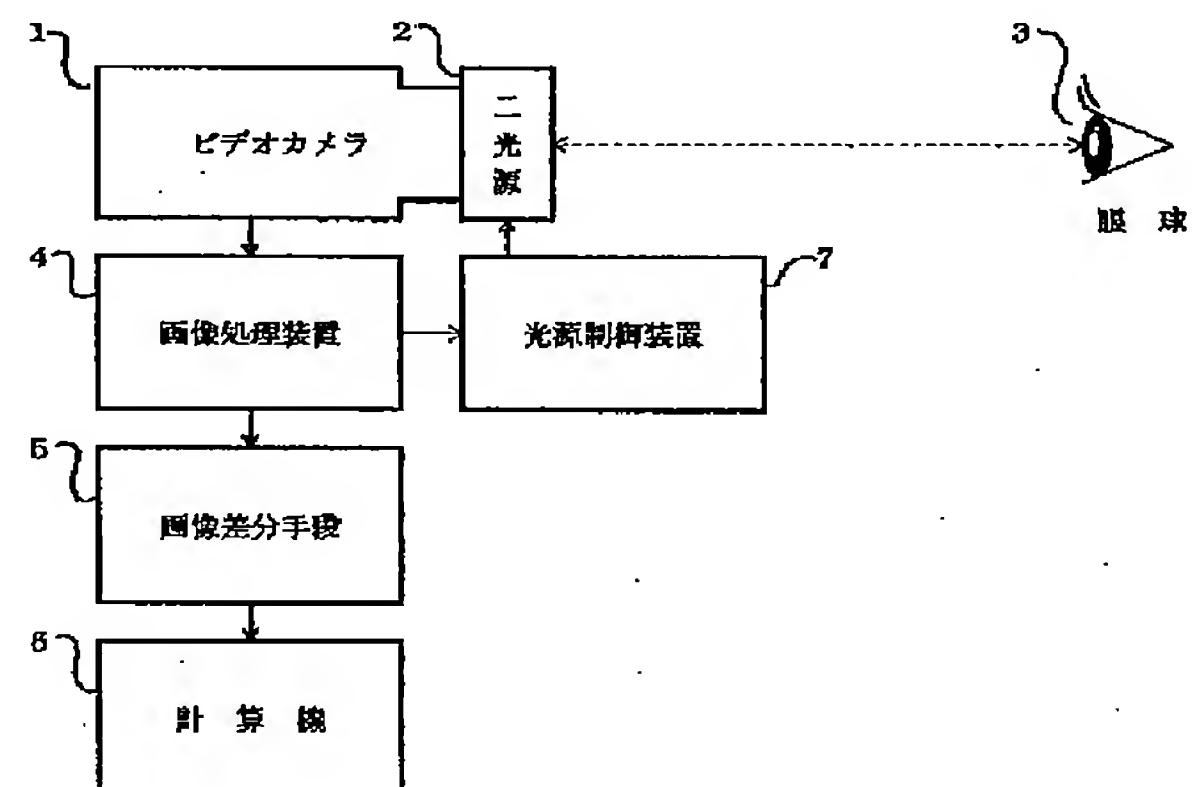 1
2
3
ビデオカメラ
二光源
眼 球
4
7
画像処理装置
光源制御装置
5
画像差分手段
6
計 算 機